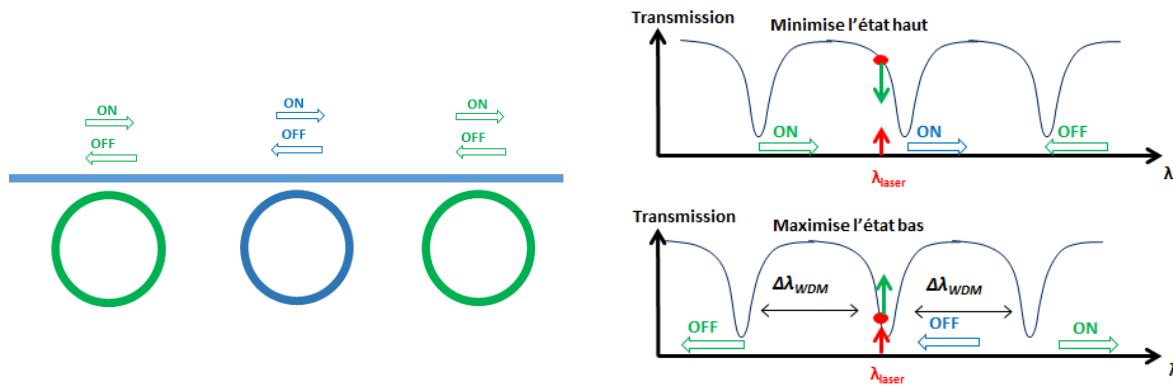 ON
OFF
ON
OFF
ON
OFF
Transmission
Minimise l'état haut
ON
ON
OFF
λlaser
λ
Transmission
Maximise l'état bas
ΔλWDM
ΔλWDM
OFF
OFF
ON
λlaser
λ